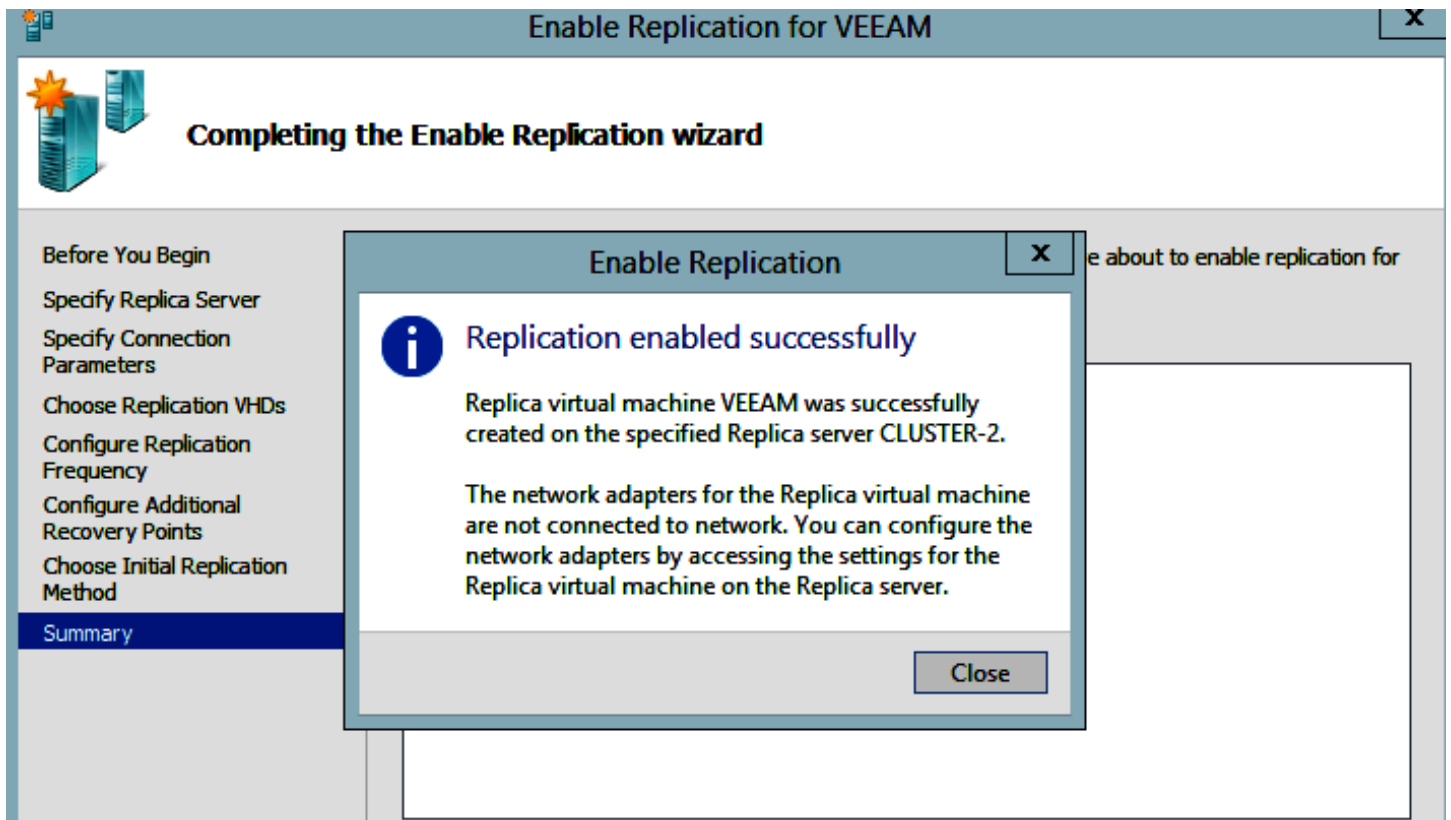 Enable Replication for VEEAM
x
Completing the Enable Replication wizard
Before You Begin
Specify Replica Server
Specify Connection
Parameters
Choose Replication VHDs
Configure Replication
Frequency
Configure Additional
Recovery Points
Choose Initial Replication
Method
Summary
e about to enable replication for
Enable Replication
x
Replication enabled successfully
Replica virtual machine VEEAM was successfully
created on the specified Replica server CLUSTER-2.
The network adapters for the Replica virtual machine
are not connected to network. You can configure the
network adapters by accessing the settings for the
Replica virtual machine on the Replica server.
Close